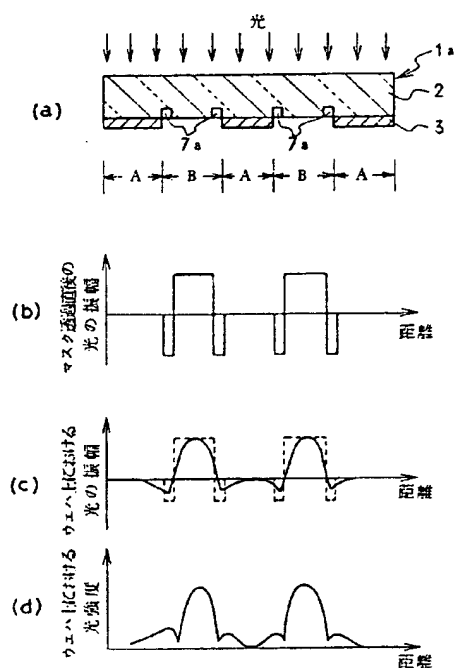 光
1a
2
(a)
3
7a
7a
A
B
A
B
A
(b)
マスク透過直後の
光の振幅
距離
(c)
ウェハ上における
光の振幅
距離
(d)
ウェハ上における
光強度
距離